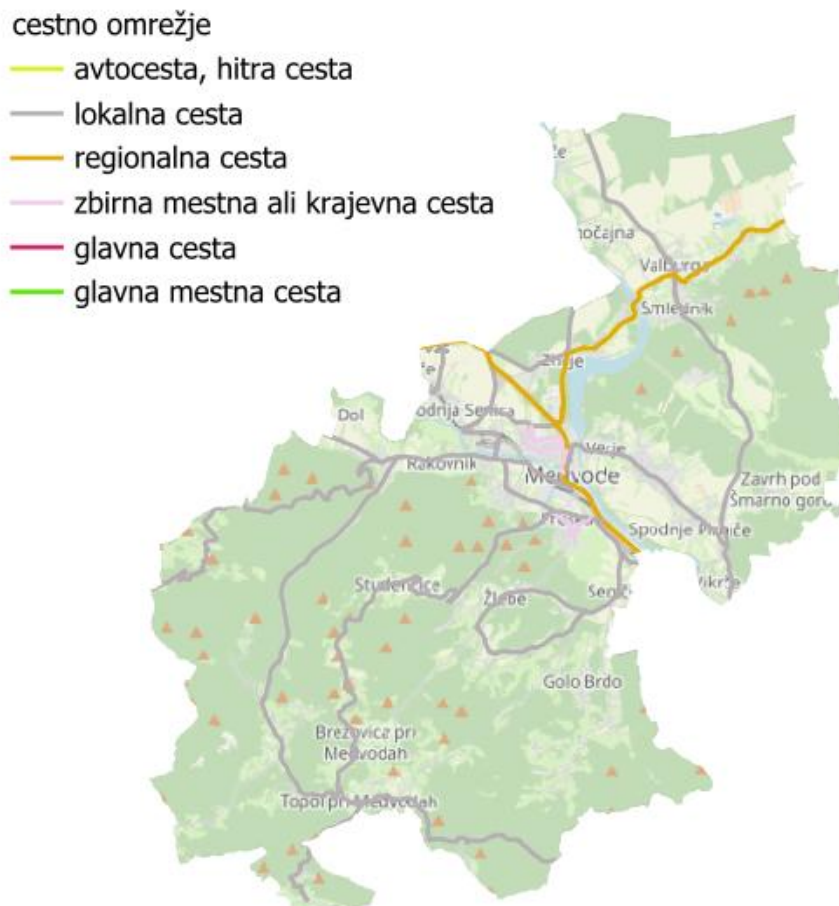 cestno omrežje
avtocesta, hitra cesta
lokalna cesta
regionalna cesta
zbirna mestna ali krajevna cesta
glavna cesta
glavna mestna cesta
Valburga
Smlednik
Zbilje
Dol
Rakovnik
Verje
Medvode
Zavrh pod
Šmarno goro
Spodnje Pirniče
Studenčice
Žlebe
Golo Brdo
Brezovica pri
Medvodah
Topol pri Medvodah